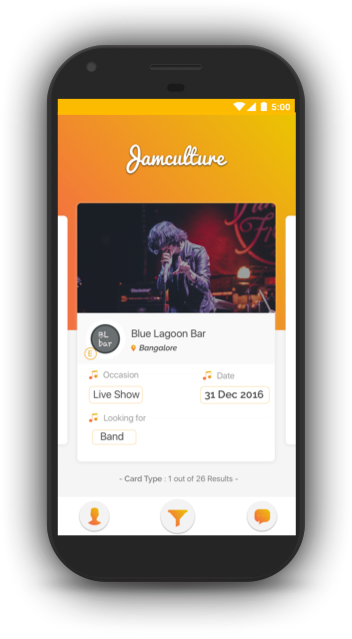 5:00
Jamculture
BL
bar
E
Blue Lagoon Bar
Bangalore
Occasion
Date
Live Show
31 Dec 2016
Looking for
Band
- Card Type : 1 out of 26 Results -